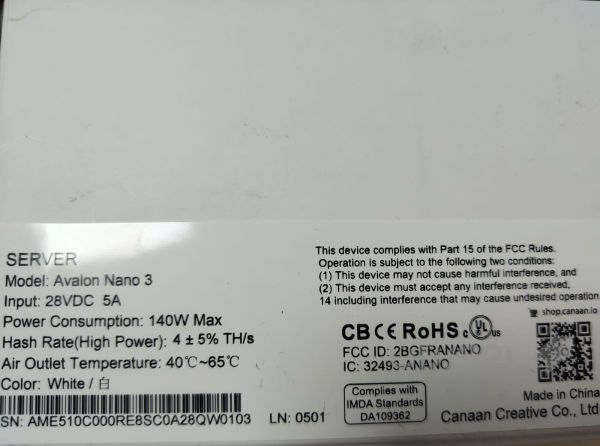 SERVER
Model: Avalon Nano 3
Input: 28VDC 5A
Power Consumption: 140W Max
Hash Rate(High Power): 4 ± 5% TH/s
Air Outlet Temperature: 40℃~65℃
Color: White / 白
SN: AME510C000RE8SC0A28QW0103
LN: 0501
This device complies with Part 15 of the FCC Rules.
Operation is subject to the following two conditions:
(1) This device may not cause harmful interference, and
(2) This device must accept any interference received,
14 including interference that may cause undesired operation
shop.canaan.io
CB CE RoHS c UL us
FCC ID: 2BGFRANANO
IC: 32493-ANANO
Complies with
IMDA Standards
DA109362
Made in China
Canaan Creative Co., Ltd